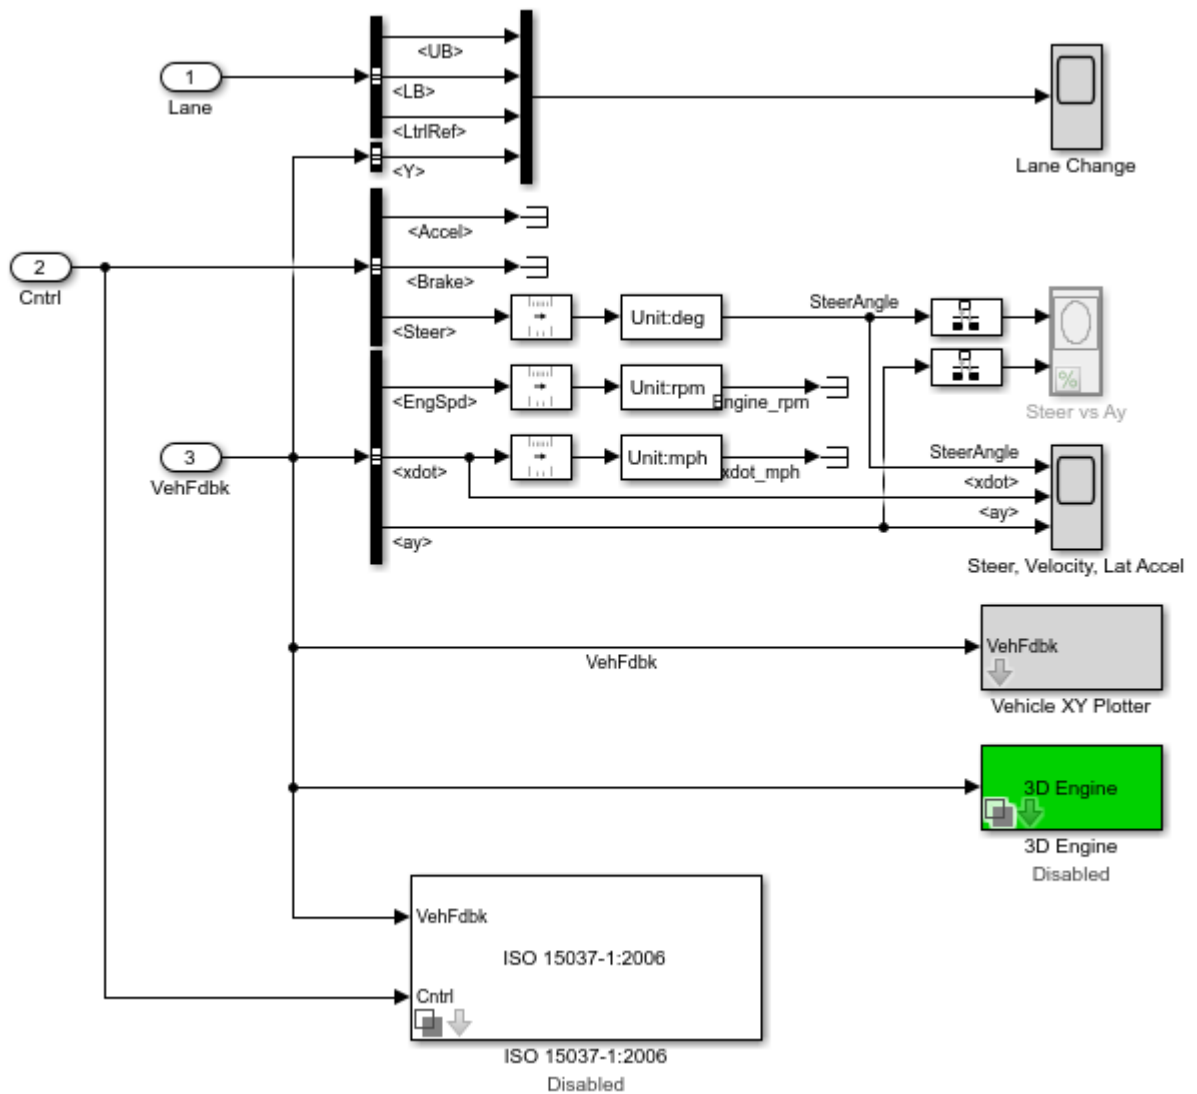 <UB>
1
<LB>
Lane
<LtrlRef>
<Y>
Lane Change
<Accel>
2
<Brake>
Cntrl
<Steer>
Unit:deg
SteerAngle
<EngSpd>
Unit:rpm
Engine_rpm
%
Steer vs Ay
3
VehFdbk
<xdot>
Unit:mph
xdot_mph
SteerAngle
<xdot>
<ay>
<ay>
Steer, Velocity, Lat Accel
VehFdbk
VehFdbk
Vehicle XY Plotter
3D Engine
3D Engine
Disabled
VehFdbk
ISO 15037-1:2006
Cntrl
ISO 15037-1:2006
Disabled